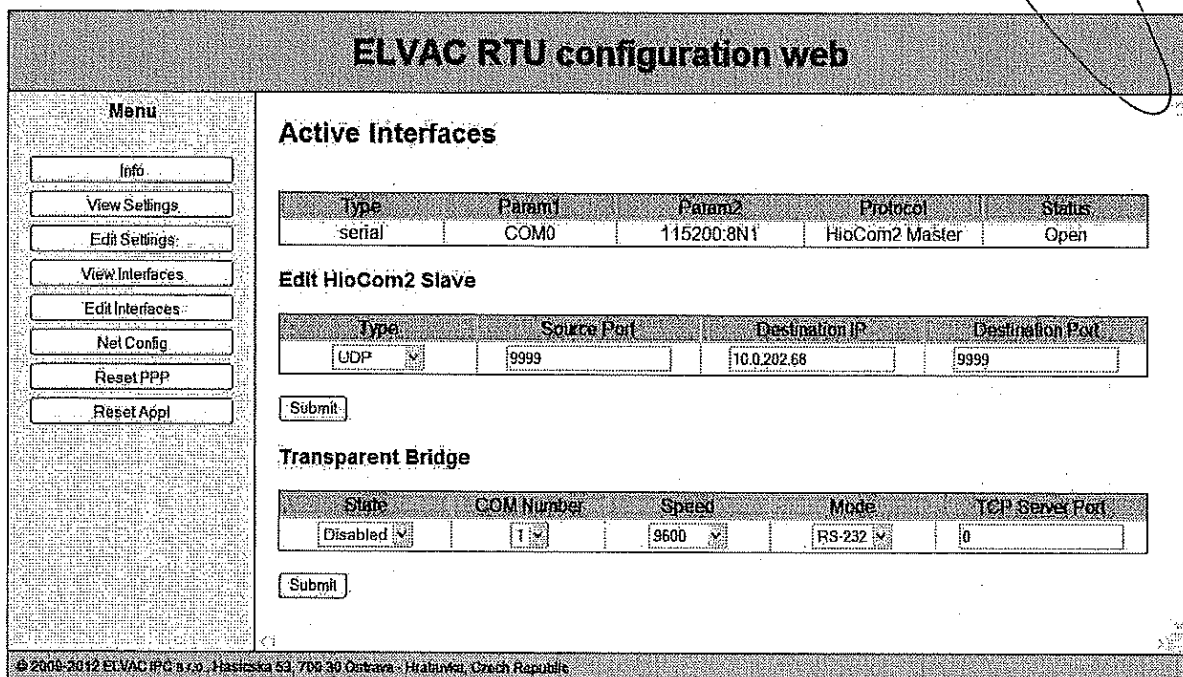 ELVAC RTU configuration web
Menu
Info
View Settings
Edit Settings
View Interfaces
Edit Interfaces
Net Config
Reset PPP
Reset Appl
Active Interfaces
Type Param1 Param2 Protocol Status
serial COM0 115200:8N1 HioCom2 Master Open
Edit HioCom2 Slave
Type Source Port Destination IP Destination Port
UDP 9999 10.0.202.68 9999
Submit
Transparent Bridge
State COM Number Speed Mode TCP Server Port
Disabled 1 9600 RS-232 0
Submit
© 2000-2012 ELVAC IPC s.r.o., Hasicska 53, 700 30 Ostrava - Hrabuvka, Czech Republic